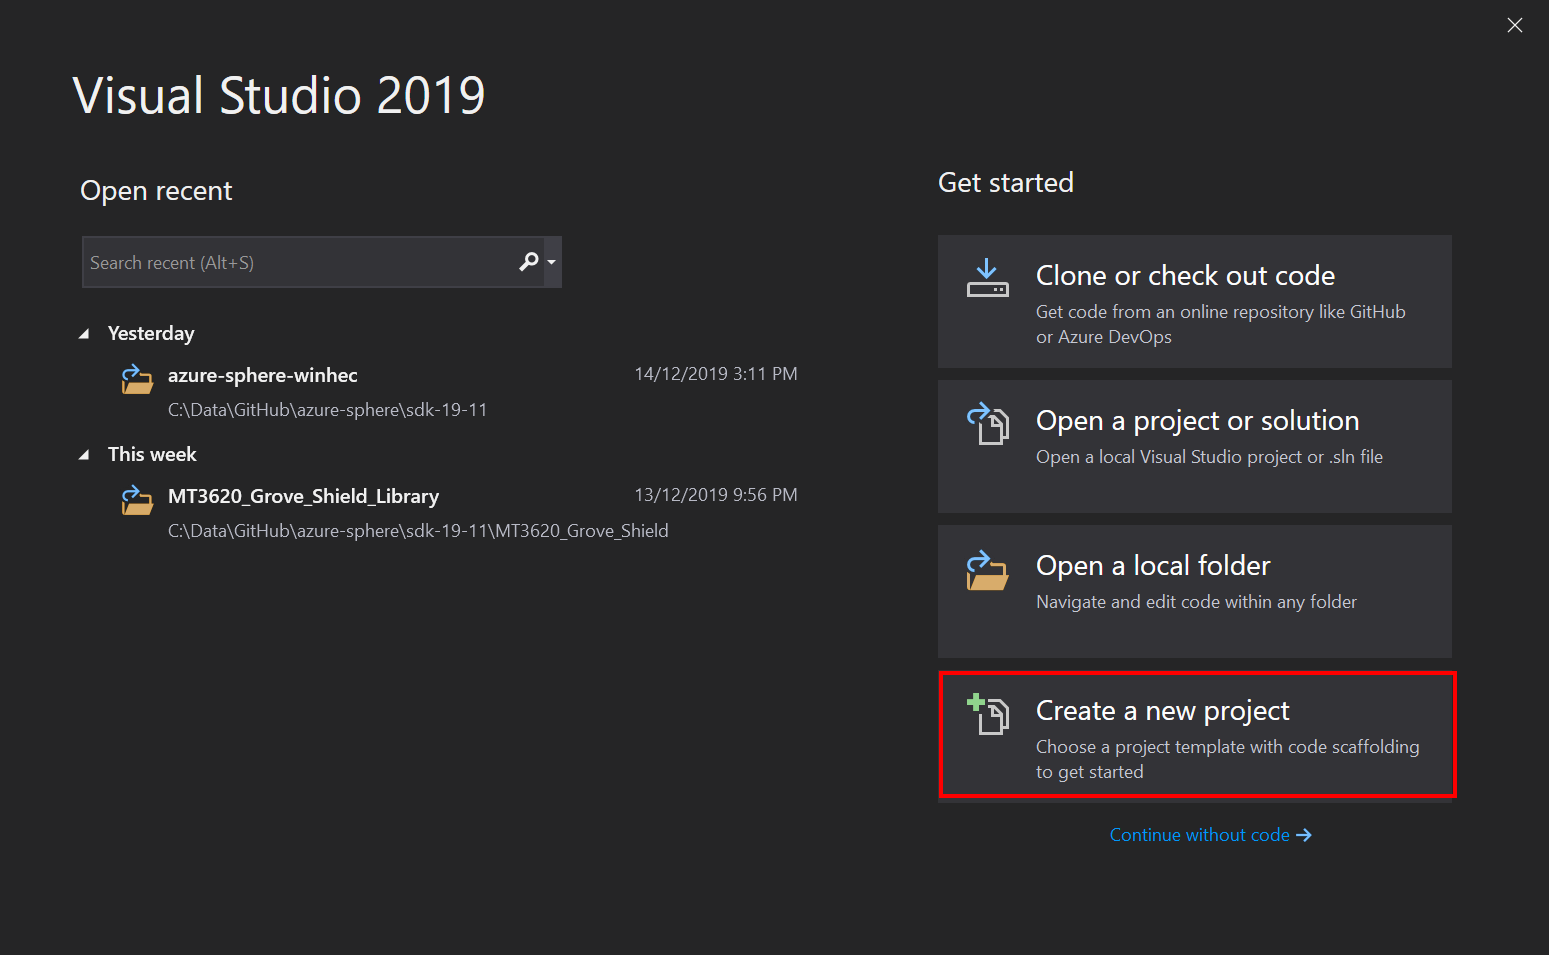 Visual Studio 2019
Open recent
Search recent (Alt+S)
Yesterday
azure-sphere-winhec 14/12/2019 3:11 PM
C:\Data\GitHub\azure-sphere\sdk-19-11
This week
MT3620_Grove_Shield_Library 13/12/2019 9:56 PM
C:\Data\GitHub\azure-sphere\sdk-19-11\MT3620_Grove_Shield
Get started
Clone or check out code
Get code from an online repository like GitHub
or Azure DevOps
Open a project or solution
Open a local Visual Studio project or .sln file
Open a local folder
Navigate and edit code within any folder
Create a new project
Choose a project template with code scaffolding
to get started
Continue without code